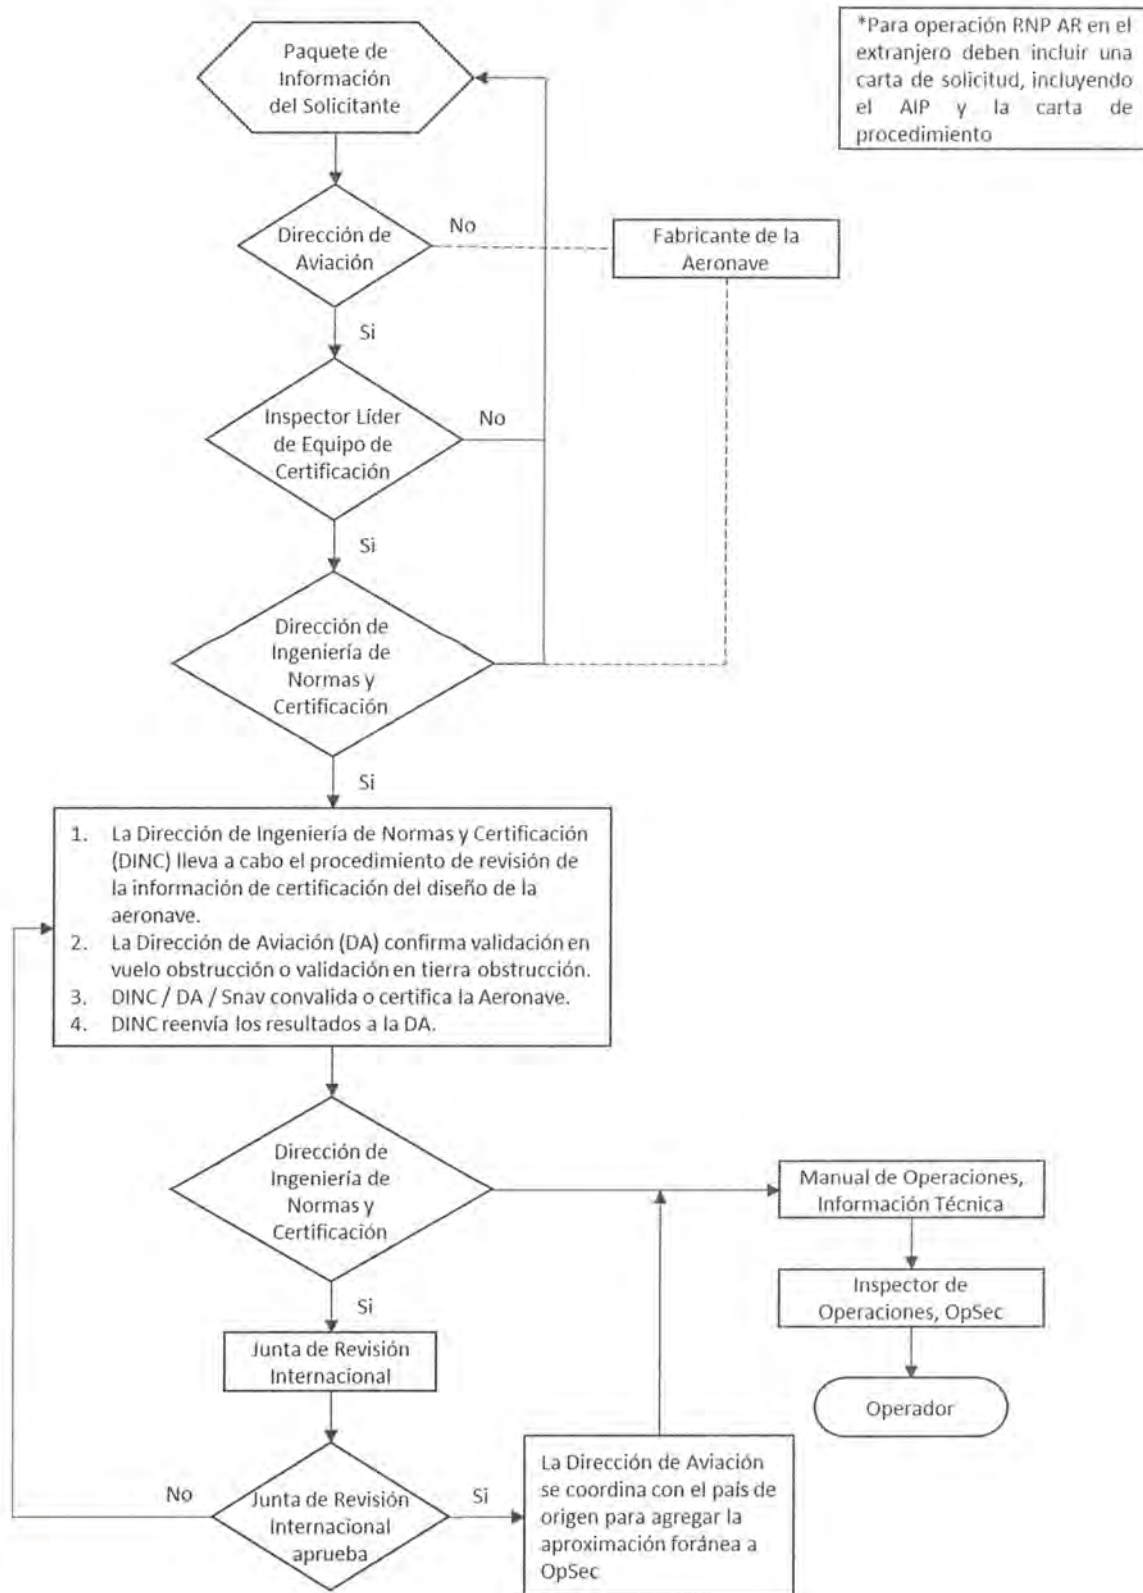 Paquete de
Información
del Solicitante
*Para operación RNP AR en el
extranjero deben incluir una
carta de solicitud, incluyendo
el AIP y la carta de
procedimiento
Dirección de
Aviación
No
Fabricante de la
Aeronave
Si
Inspector Líder
de Equipo de
Certificación
No
Si
Dirección de
Ingeniería de
Normas y
Certificación
Si
1. La Dirección de Ingeniería de Normas y Certificación
(DINC) lleva a cabo el procedimiento de revisión de
la información de certificación del diseño de la
aeronave.
2. La Dirección de Aviación (DA) confirma validación en
vuelo obstrucción o validación en tierra obstrucción.
3. DINC / DA / Snav convalida o certifica la Aeronave.
4. DINC reenvía los resultados a la DA.
Dirección de
Ingeniería de
Normas y
Certificación
Manual de Operaciones,
Información Técnica
Si
Inspector de
Operaciones, OpSec
Junta de Revisión
Internacional
Operador
No
Junta de Revisión
Internacional
aprueba
Si
La Dirección de Aviación
se coordina con el país de
origen para agregar la
aproximación foránea a
OpSec